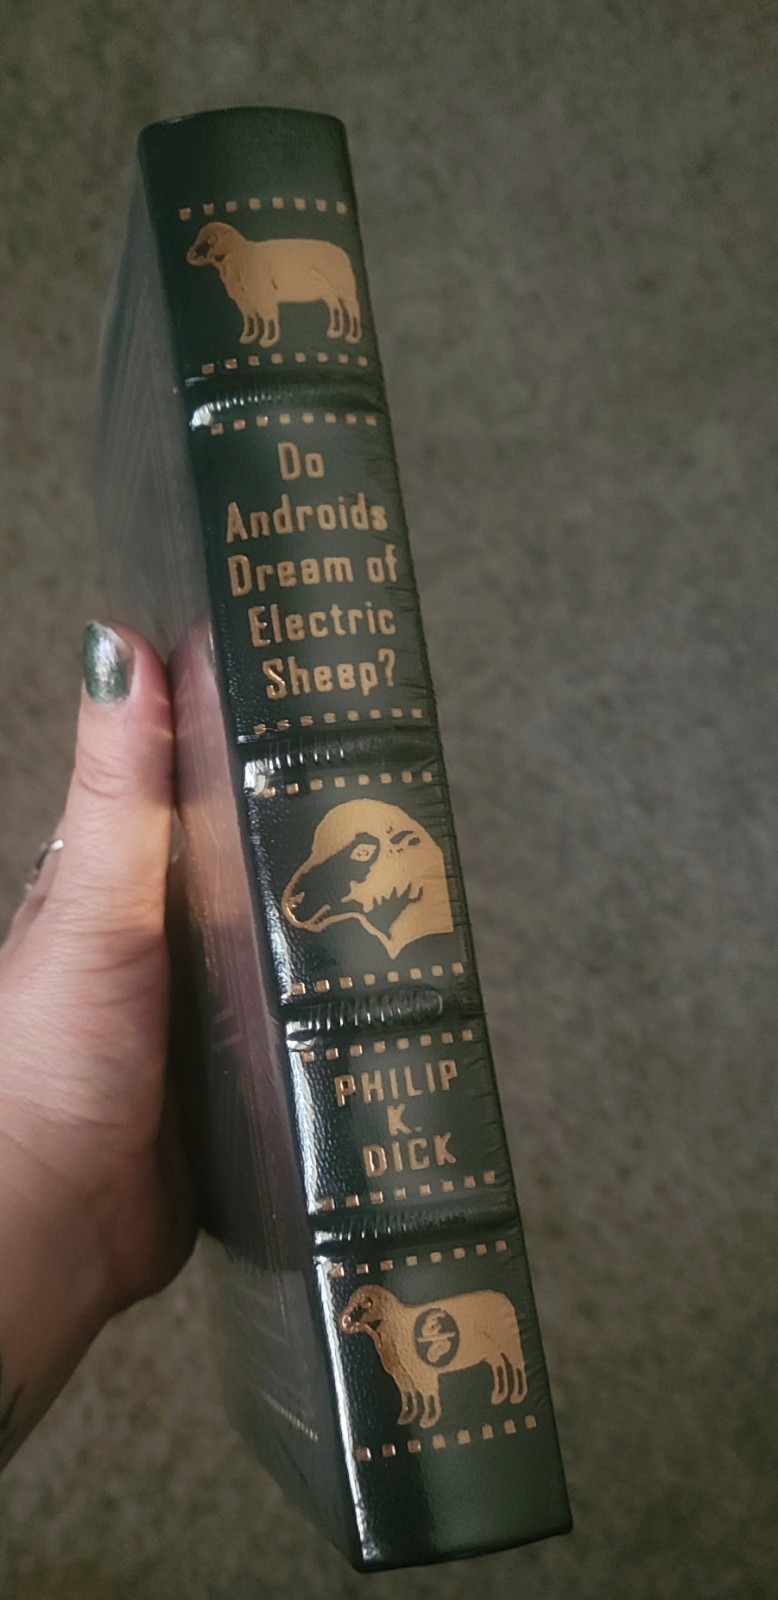 Do
Androids
Dream of
Electric
Sheep?
PHILIP
K.
DICK